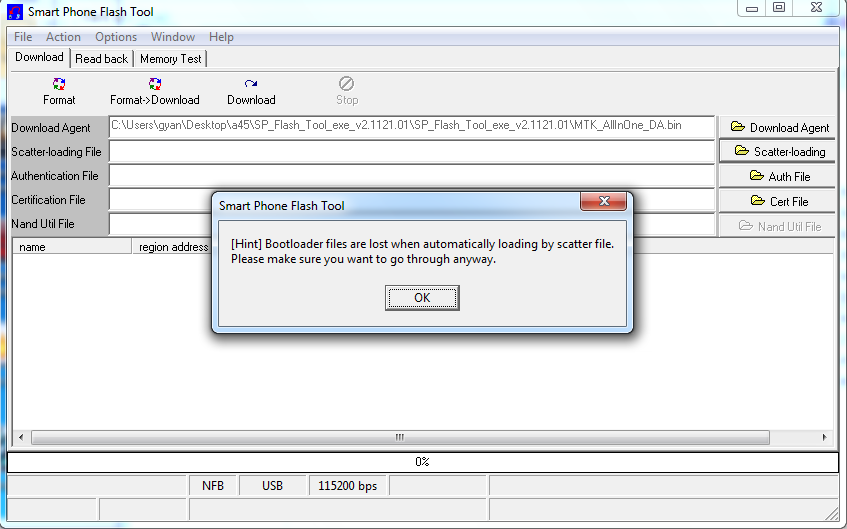 Smart Phone Flash Tool
File Action Options Window Help
Download Read back Memory Test
Format Format->Download Download Stop
Download Agent C:\Users\gyan\Desktop\a45\SP_Flash_Tool_exe_v2.1121.01\SP_Flash_Tool_exe_v2.1121.01\MTK_AllInOne_DA.bin Download Agent
Scatter-loading File Scatter-loading
Authentication File Auth File
Certification File Cert File
Nand Util File Nand Util File
name region address
Smart Phone Flash Tool
[Hint] Bootloader files are lost when automatically loading by scatter file.
Please make sure you want to go through anyway.
OK
0%
NFB USB 115200 bps